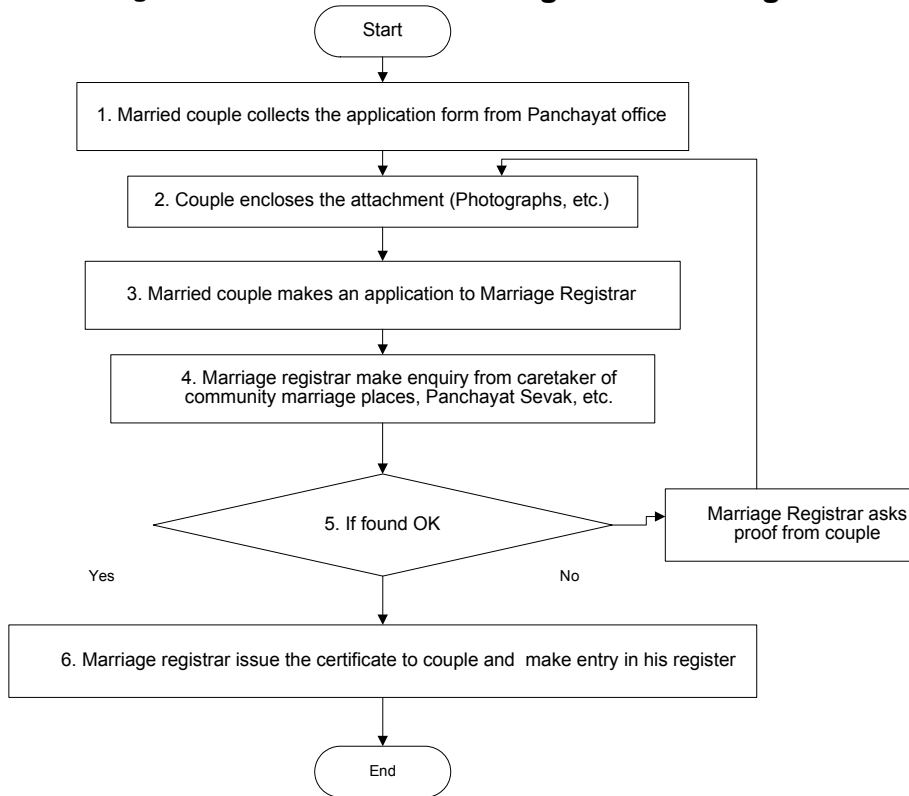 Start
1. Married couple collects the application form from Panchayat office
2. Couple encloses the attachment (Photographs, etc.)
3. Married couple makes an application to Marriage Registrar
4. Marriage registrar make enquiry from caretaker of
community marriage places, Panchayat Sevak, etc.
5. If found OK
Marriage Registrar asks
proof from couple
Yes
No
6. Marriage registrar issue the certificate to couple and make entry in his register
End